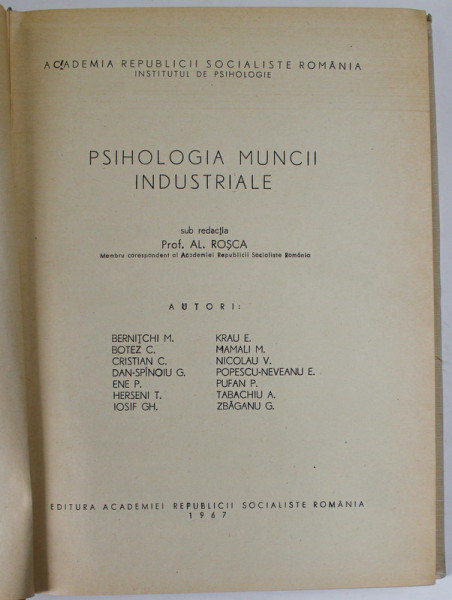 ACADEMIA REPUBLICII SOCIALISTE ROMÂNIA
INSTITUTUL DE PSIHOLOGIE
PSIHOLOGIA MUNCII
INDUSTRIALE
sub redacția
Prof. AL. ROȘCA
Membru corespondent al Academiei Republicii Socialiste România
AUTORI:
BERNIȚCHI M.
BOTEZ C.
CRISTIAN C.
DAN-SPÎNOIU G.
ENE P.
HERSENI T.
IOSIF GH.
KRAU E.
MAMALI M.
NICOLAU V.
POPESCU-NEVEANU E.
PUFAN P.
TABACHIU A.
ZBĂGANU G.
EDITURA ACADEMIEI REPUBLICII SOCIALISTE ROMÂNIA
1967